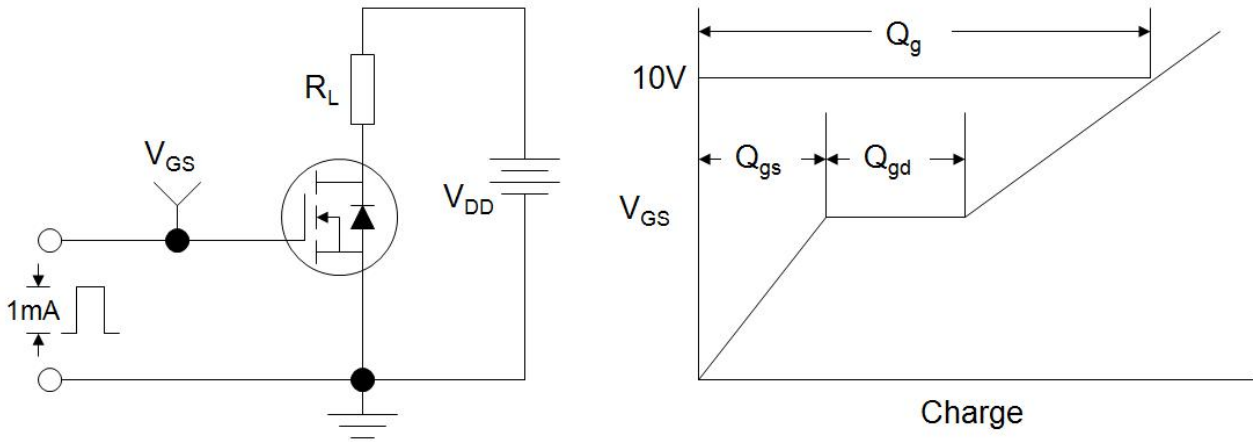 R_L
V_GS
V_DD
1mA
Q_g
10V
Q_gs
Q_gd
V_GS
Charge